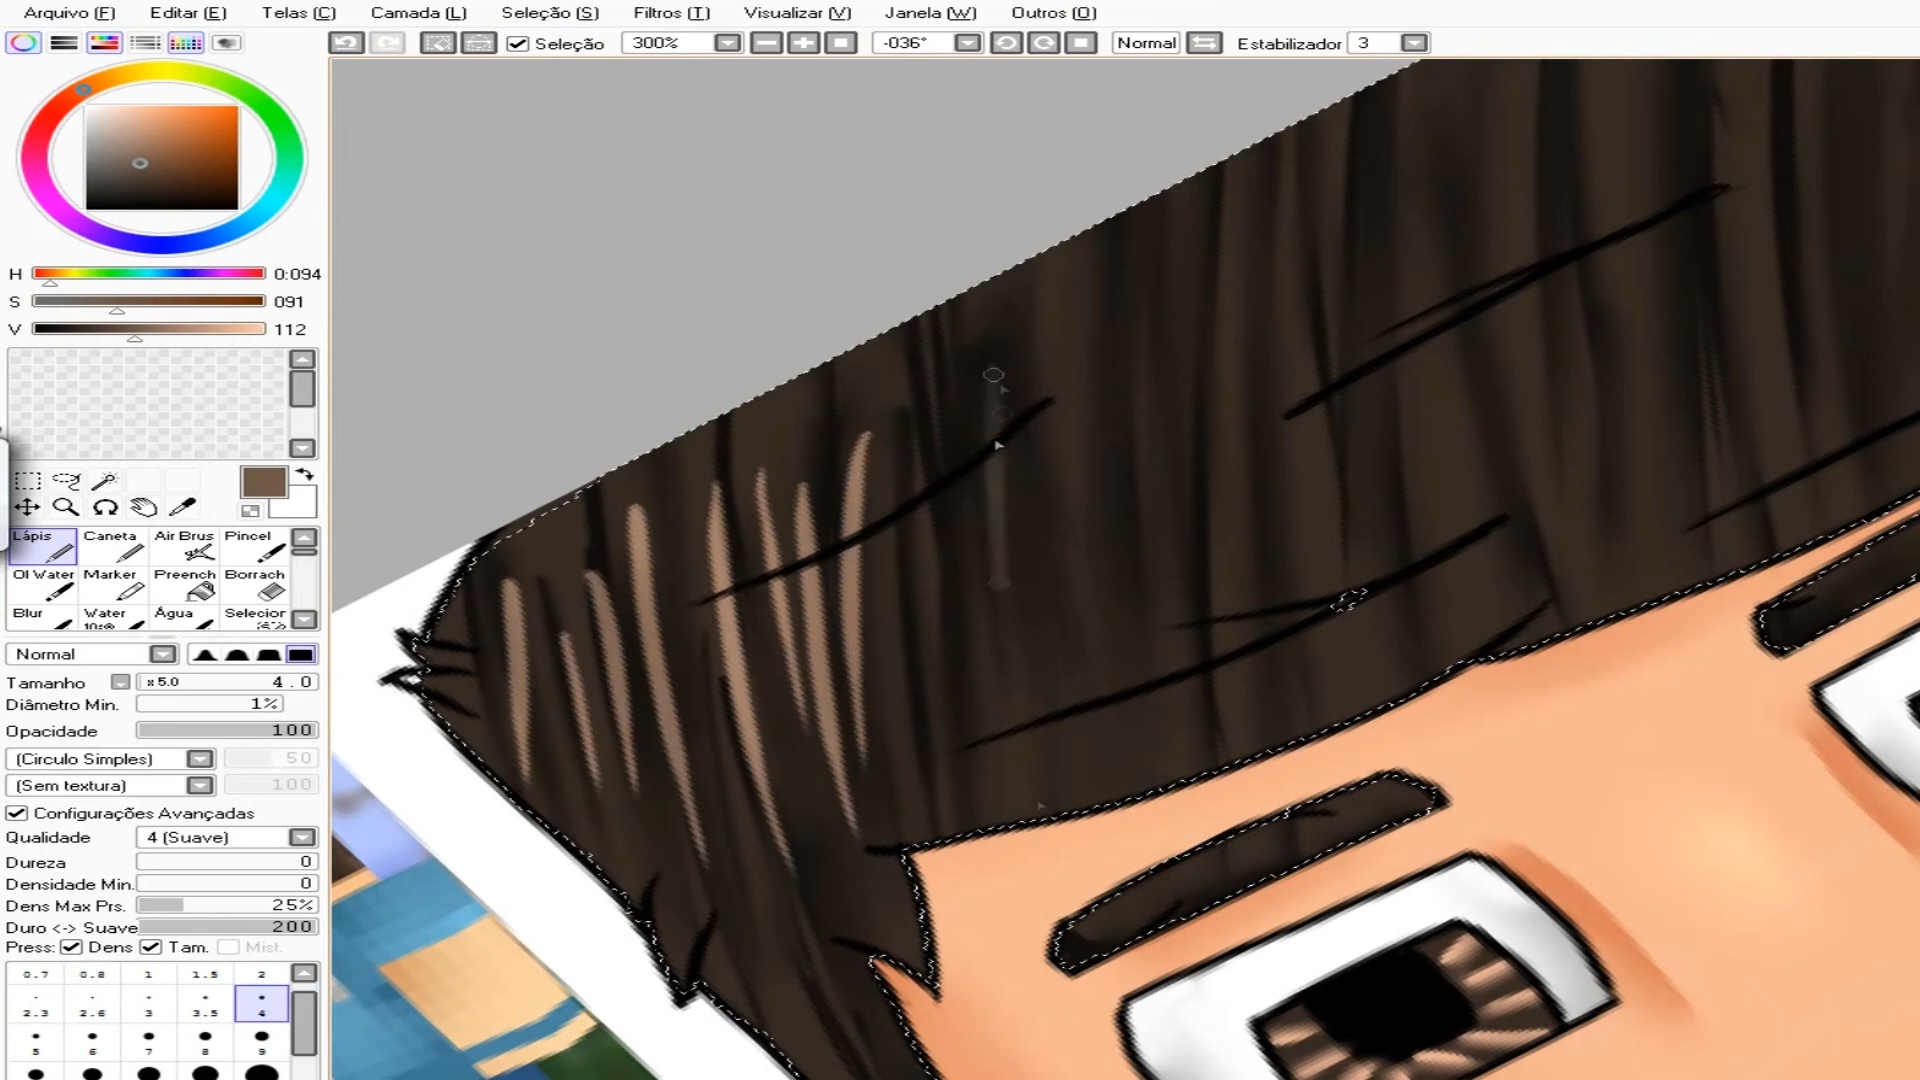 Arquivo (F) Editar (E) Telas (C) Camada (L) Seleção (S) Filtros (T) Visualizar (V) Janela (W) Outros (O)
Seleção 300% -036° Normal Estabilizador 3
H 0:094
S 091
V 112
Lápis Caneta Air Brus Pincel
Ol Water Marker Preench Borrach
Blur Water Água Selecior
Normal
Tamanho x 5.0 4.0
Diâmetro Min. 1%
Opacidade 100
(Circulo Simples) 50
(Sem textura) 100
Configurações Avançadas
Qualidade 4 (Suave)
Dureza 0
Densidade Min. 0
Dens Max Prs. 25%
Duro <-> Suave 200
Press: Dens Tam. Mist.
0.7 0.8 1 1.5 2
2.3 2.6 3 3.5 4
5 6 7 8 9